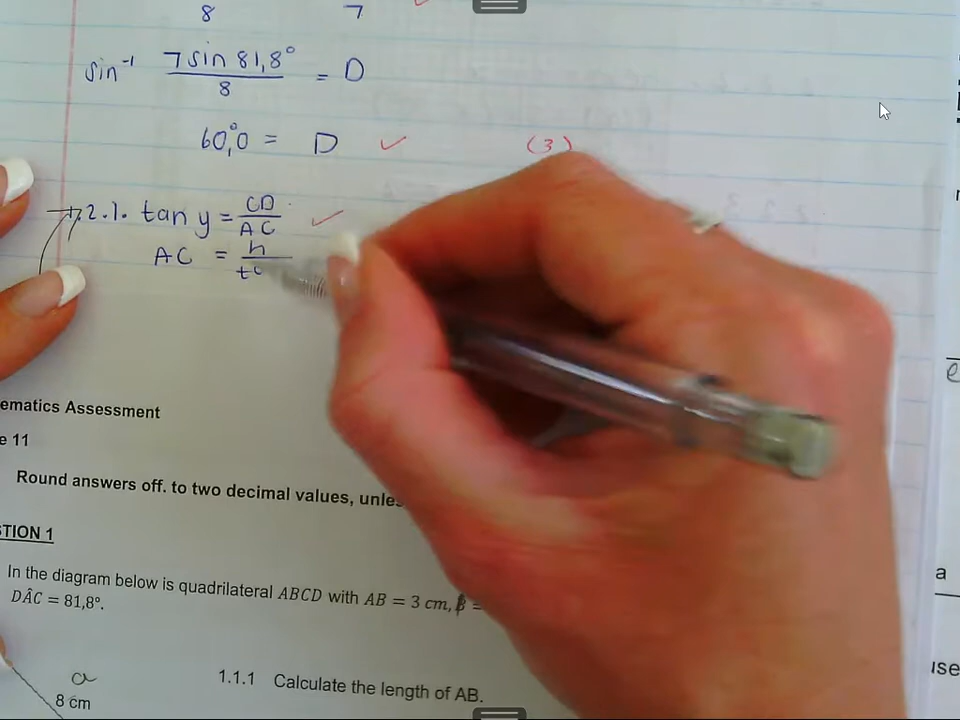 8 7
sin⁻¹ 7 sin 81,8° / 8 = D
60,0° = D ✓ (3)
2.1. tan y = CD / AC ✓
AC = h / t
ematics Assessment
e 11
Round answers off. to two decimal values, unles
STION 1
In the diagram below is quadrilateral ABCD with AB = 3 cm, β =
DÂC = 81,8°.
a
8 cm
1.1.1 Calculate the length of AB.
a
use